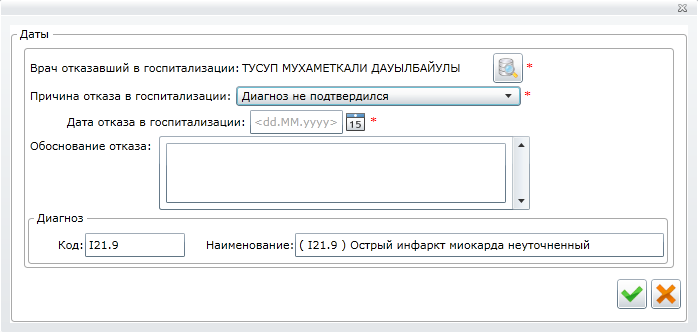 Даты
Врач отказавший в госпитализации: ТУСУП МУХАМЕТКАЛИ ДАУЫЛБАЙУЛЫ *
Причина отказа в госпитализации: Диагноз не подтвердился *
Дата отказа в госпитализации: <dd.MM.yyyy> 15 *
Обоснование отказа:
Диагноз
Код: I21.9 Наименование: ( I21.9 ) Острый инфаркт миокарда неуточненный